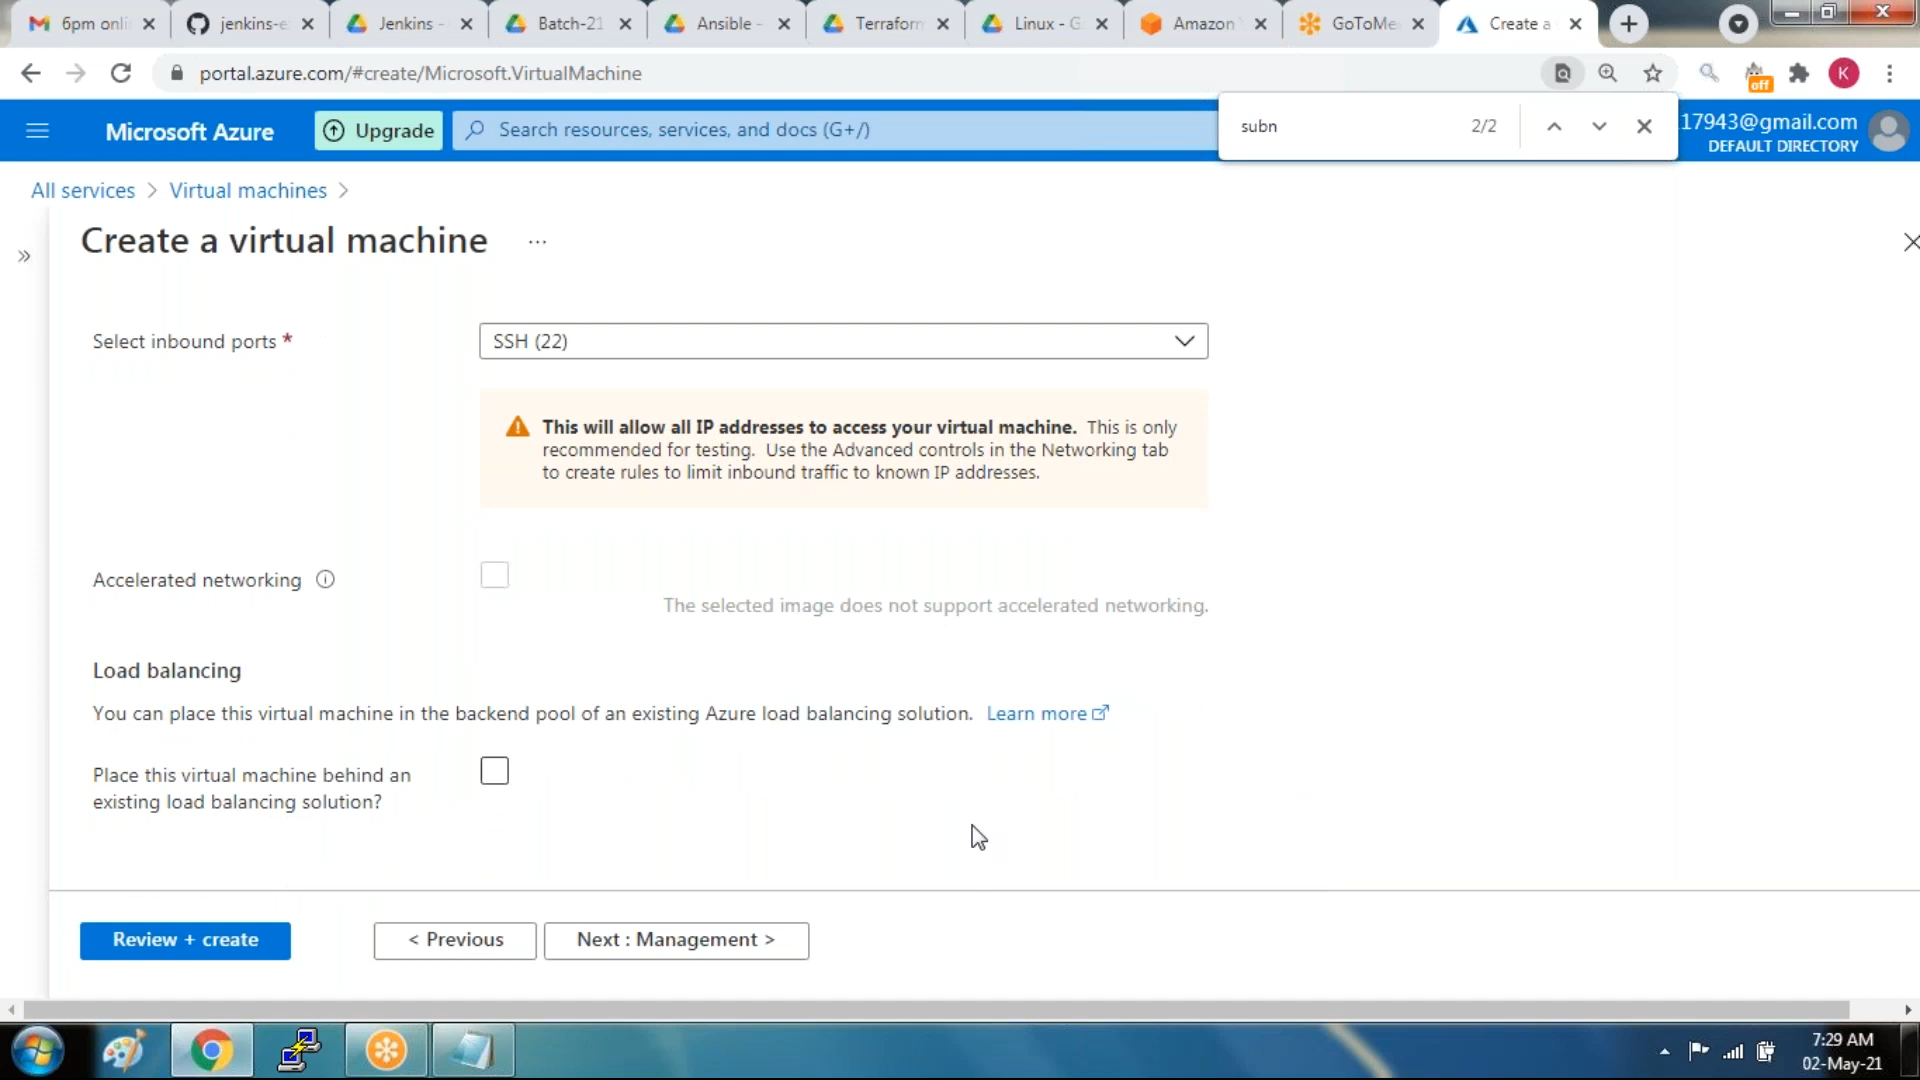 6pm onli
jenkins-e
Jenkins -
Batch-21
Ansible -
Terraform
Linux - G
Amazon
GoToMe
Create a
portal.azure.com/#create/Microsoft.VirtualMachine
off
K
Microsoft Azure
Upgrade
Search resources, services, and docs (G+/)
subn
2/2
17943@gmail.com
DEFAULT DIRECTORY
All services > Virtual machines >
Create a virtual machine ...
Select inbound ports *
SSH (22)
This will allow all IP addresses to access your virtual machine. This is only
recommended for testing. Use the Advanced controls in the Networking tab
to create rules to limit inbound traffic to known IP addresses.
Accelerated networking
The selected image does not support accelerated networking.
Load balancing
You can place this virtual machine in the backend pool of an existing Azure load balancing solution. Learn more
Place this virtual machine behind an
existing load balancing solution?
Review + create
< Previous
Next : Management >
7:29 AM
02-May-21